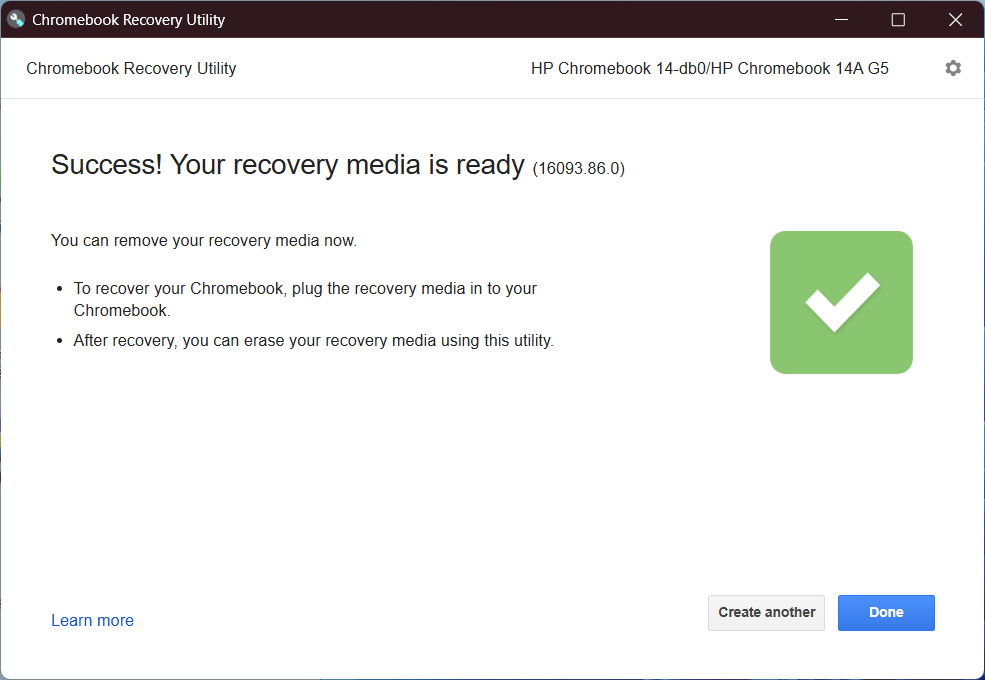 Chromebook Recovery Utility
Chromebook Recovery Utility
HP Chromebook 14-db0/HP Chromebook 14A G5
Success! Your recovery media is ready (16093.86.0)
You can remove your recovery media now.
• To recover your Chromebook, plug the recovery media in to your
Chromebook.
• After recovery, you can erase your recovery media using this utility.
Learn more
Create another
Done